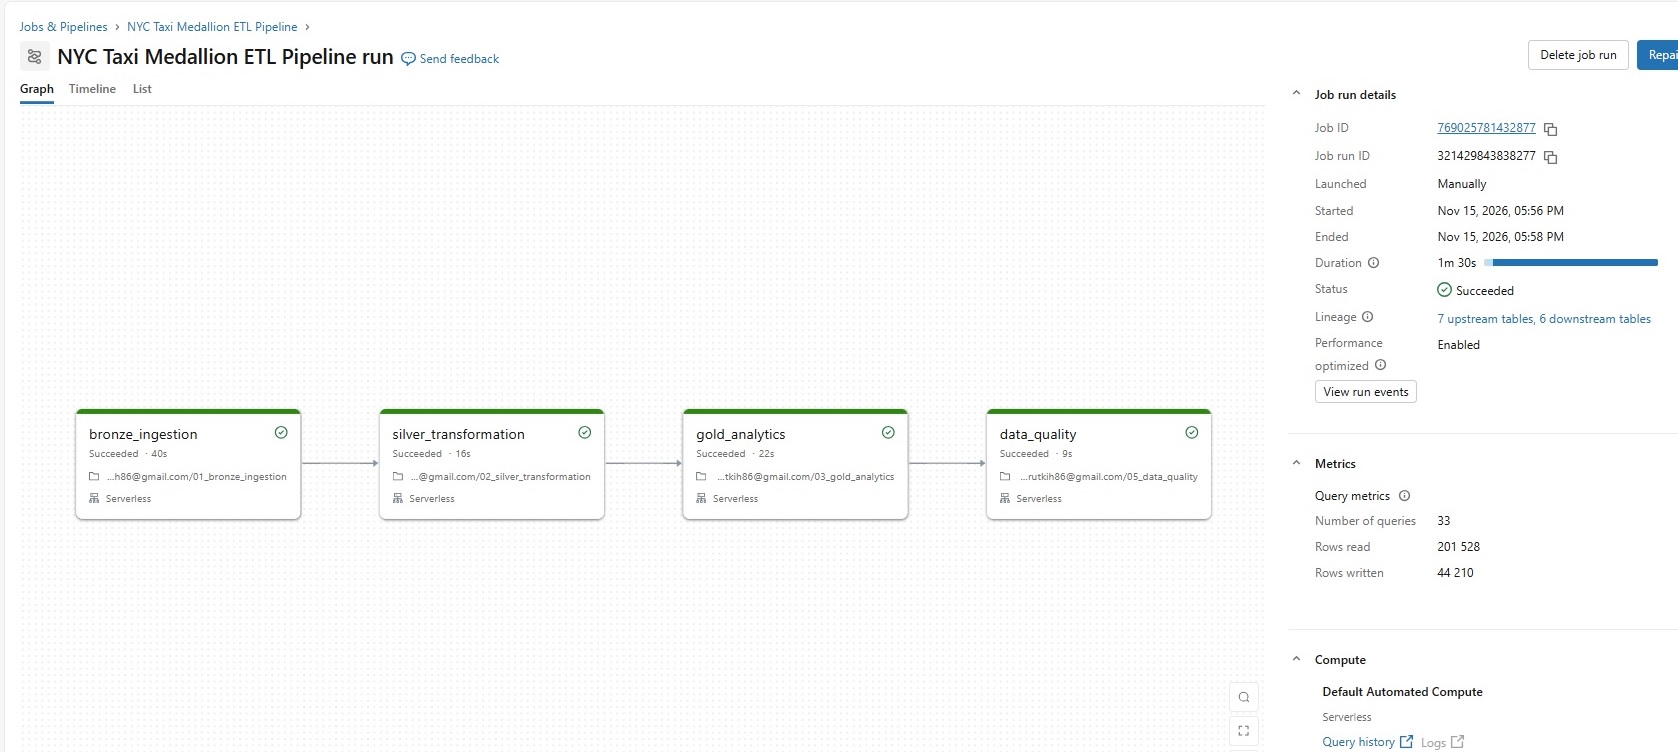 Jobs & Pipelines › NYC Taxi Medallion ETL Pipeline ›
NYC Taxi Medallion ETL Pipeline run Send feedback
Delete job run
Graph Timeline List
bronze_ingestion
Succeeded · 40s
...h86@gmail.com/01_bronze_ingestion
Serverless
silver_transformation
Succeeded · 16s
...@gmail.com/02_silver_transformation
Serverless
gold_analytics
Succeeded · 22s
...tkih86@gmail.com/03_gold_analytics
Serverless
data_quality
Succeeded · 9s
...rutkih86@gmail.com/05_data_quality
Serverless
Job run details
Job ID 769025781432877
Job run ID 321429843838277
Launched Manually
Started Nov 15, 2026, 05:56 PM
Ended Nov 15, 2026, 05:58 PM
Duration 1m 30s
Status Succeeded
Lineage 7 upstream tables, 6 downstream tables
Performance
optimized Enabled
View run events
Metrics
Query metrics
Number of queries 33
Rows read 201 528
Rows written 44 210
Compute
Default Automated Compute
Serverless
Query history Logs